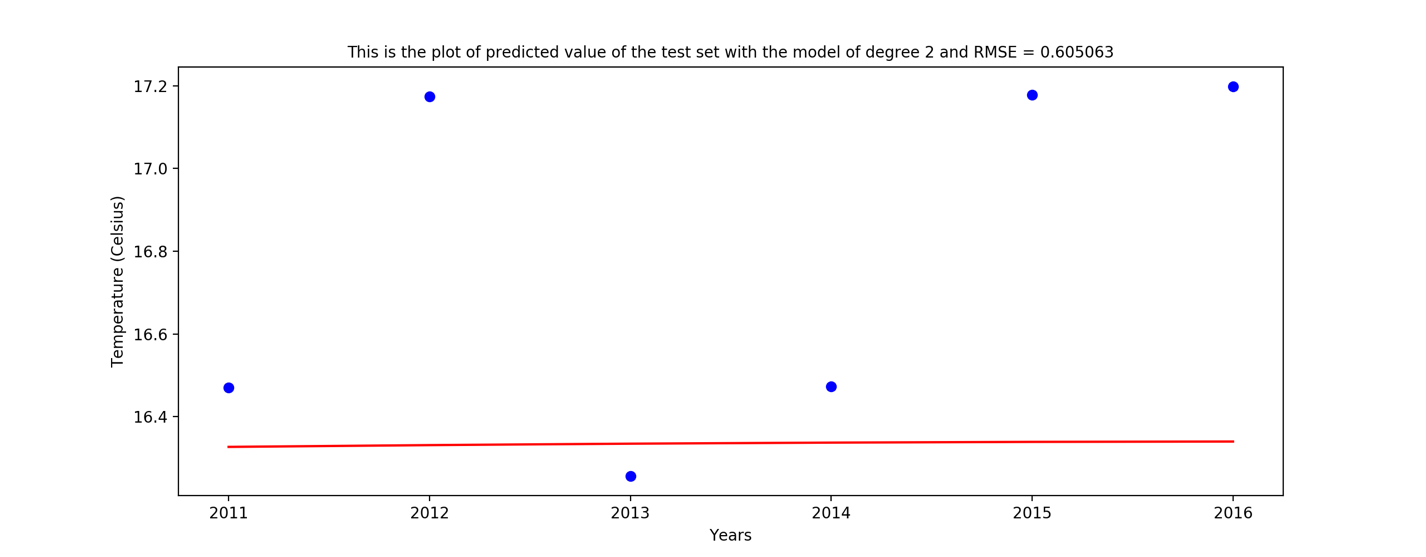 This is the plot of predicted value of the test set with the model of degree 2 and RMSE = 0.605063
17.2
17.0
16.8
16.6
16.4
Temperature (Celsius)
2011 2012 2013 2014 2015 2016
Years